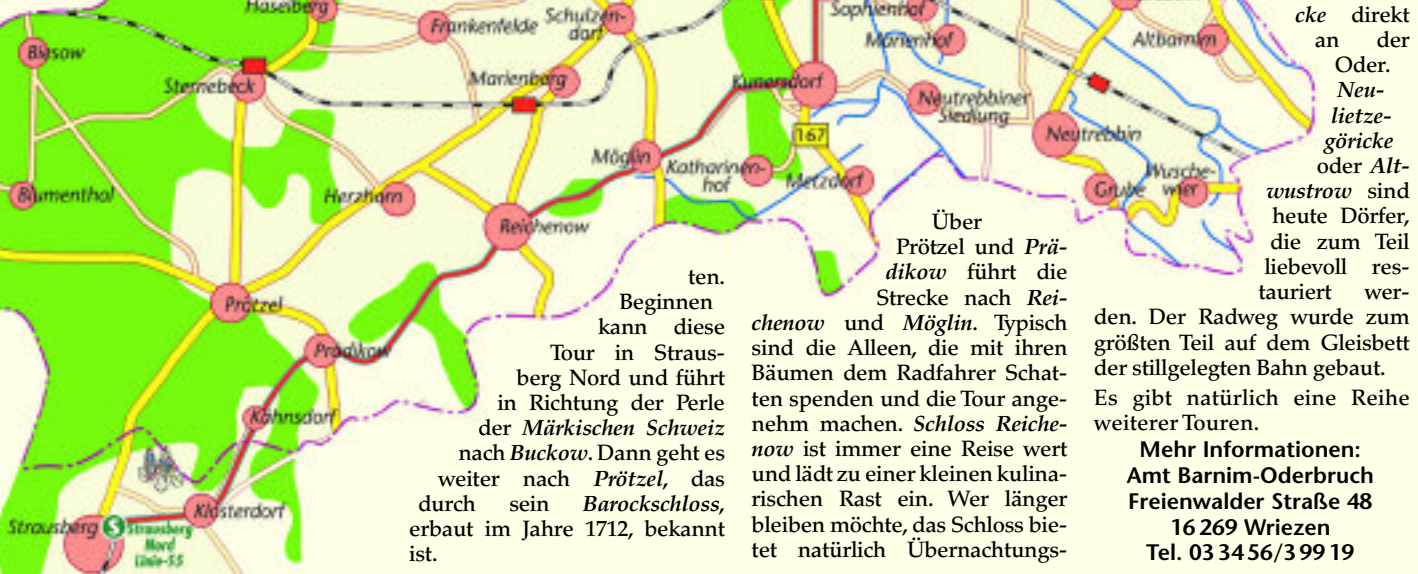 Haselberg
Frankenfelde
Schulzen-
dorf
Sophienhof
Marienhof
Altbarnim
Biesow
Sternebeck
Marienberg
Kunersdorf
Neutrebbiner
Siedlung
Neutrebbin
167
Möglin
Katharinen-
hof
Metzdorf
Grube
Wusche-
wier
Blumenthal
Herzhorn
Reichenow
Prötzel
Prädikow
Kähnsdorf
Klosterdorf
Strausberg
S
Strausberg
Nord
Linie-S5
ten.
Beginnen
kann diese
Tour in Straus-
berg Nord und führt
in Richtung der Perle
der Märkischen Schweiz
nach Buckow. Dann geht es
weiter nach Prötzel, das
durch sein Barockschloss,
erbaut im Jahre 1712, bekannt
ist.
Über
Prötzel und Prä-
dikow führt die
Strecke nach Rei-
chenow und Möglin. Typisch
sind die Alleen, die mit ihren
Bäumen dem Radfahrer Schat-
ten spenden und die Tour ange-
nehm machen. Schloss Reiche-
now ist immer eine Reise wert
und lädt zu einer kleinen kulina-
rischen Rast ein. Wer länger
bleiben möchte, das Schloss bie-
tet natürlich Übernachtungs-
cke direkt
an der
Oder.
Neu-
lietze-
göricke
oder Alt-
wustrow sind
heute Dörfer,
die zum Teil
liebevoll res-
tauriert wer-
den. Der Radweg wurde zum
größten Teil auf dem Gleisbett
der stillgelegten Bahn gebaut.
Es gibt natürlich eine Reihe
weiterer Touren.
Mehr Informationen:
Amt Barnim-Oderbruch
Freienwalder Straße 48
16 269 Wriezen
Tel. 03 34 56/3 99 19